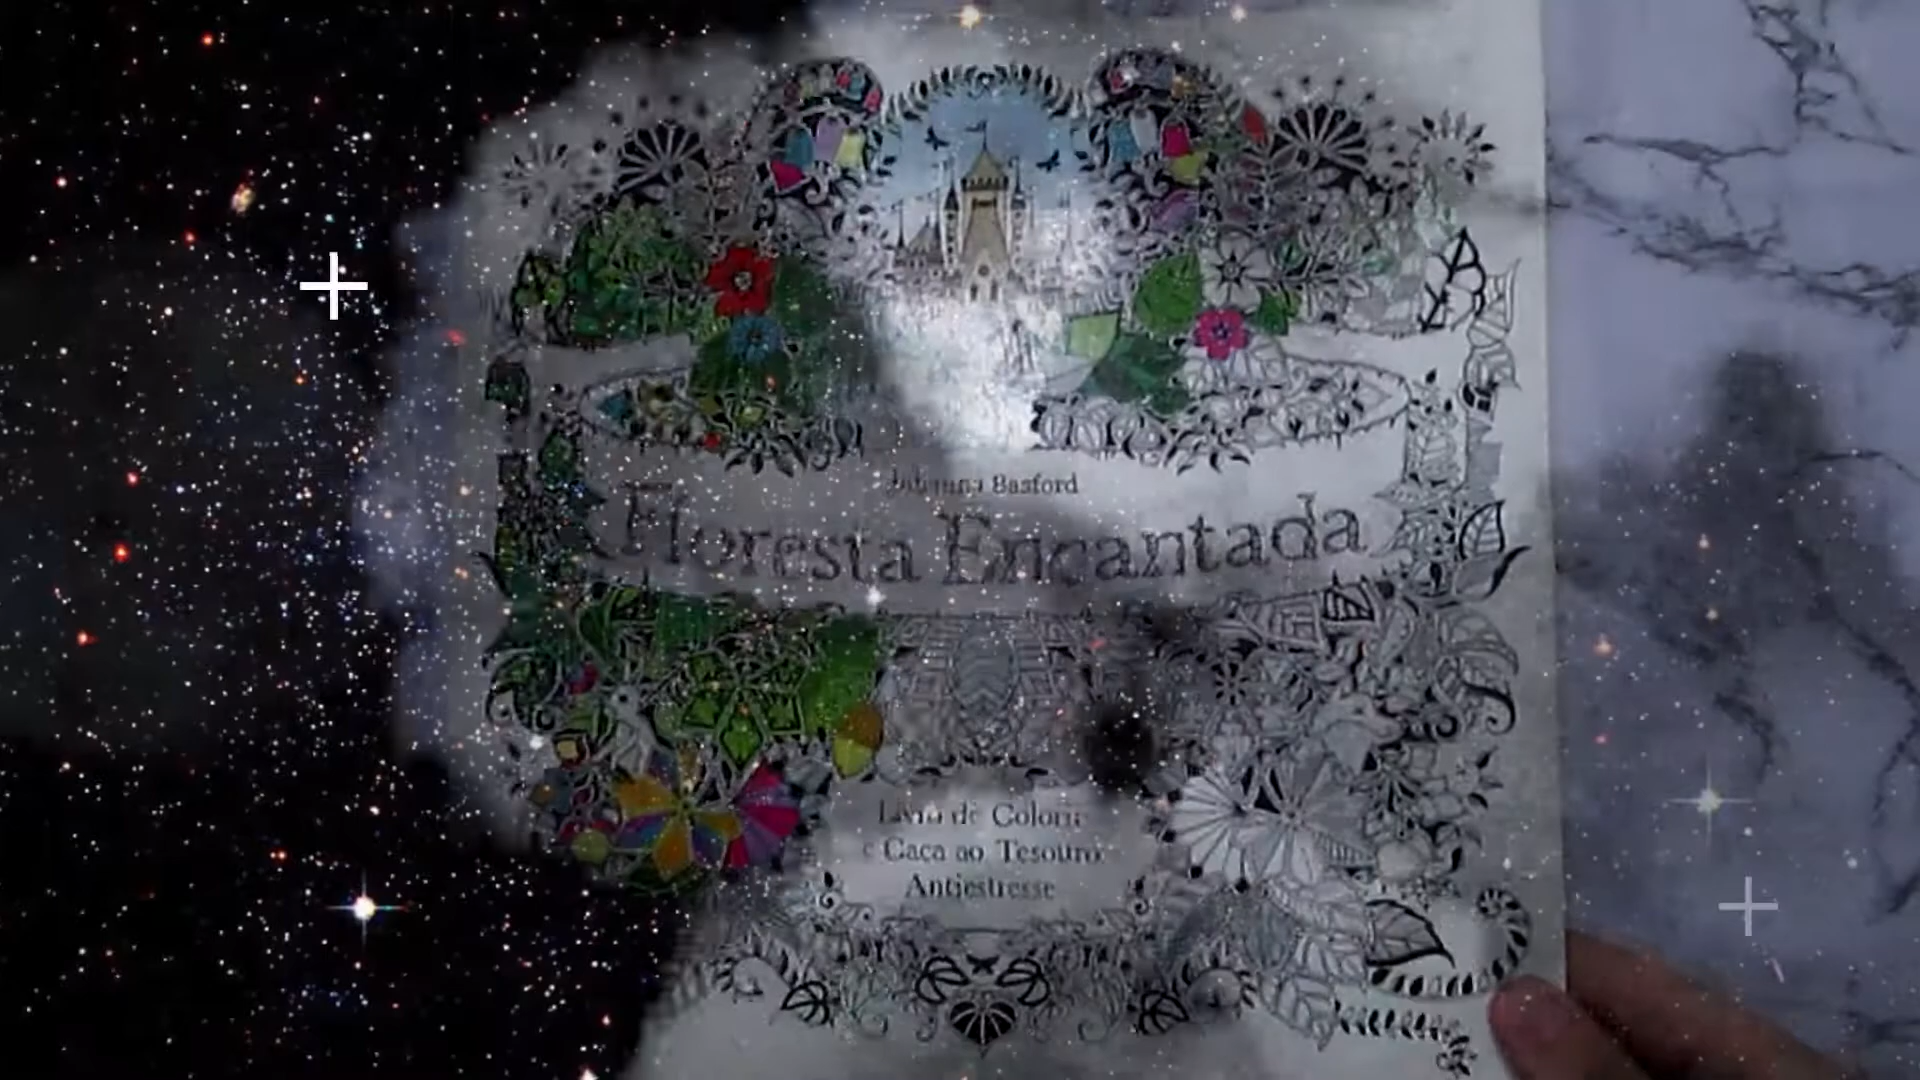 Johanna Basford
Floresta Encantada
Livro de Colorir
e Caça ao Tesouro
Antiestresse